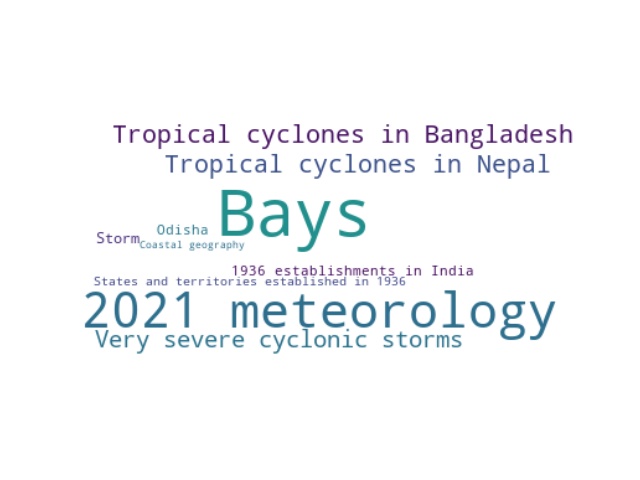 Tropical cyclones in Bangladesh
Tropical cyclones in Nepal
Bays
Odisha
Storm
Coastal geography
1936 establishments in India
States and territories established in 1936
2021 meteorology
Very severe cyclonic storms